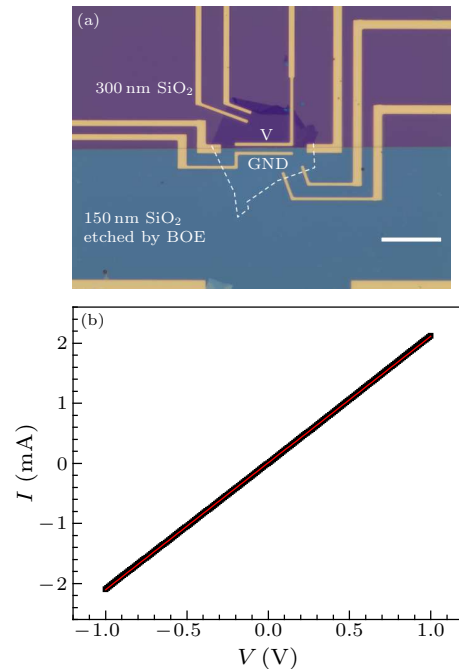 (a)
300 nm SiO₂
V
GND
150 nm SiO₂
etched by BOE
(b)
2
1
0
−1
−2
I (mA)
−1.0 −0.5 0.0 0.5 1.0
V (V)